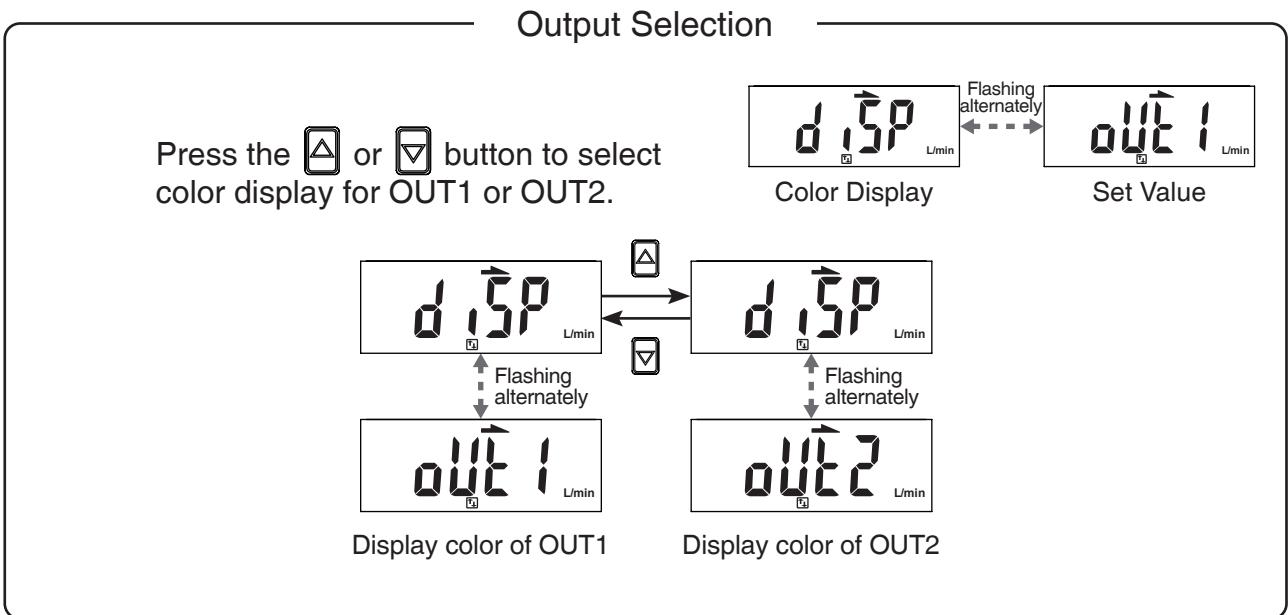 Output Selection
Press the △ or ▽ button to select
color display for OUT1 or OUT2.
diSP
L/min
Color Display
Flashing
alternately
oUt1
L/min
Set Value
diSP
L/min
diSP
L/min
Flashing
alternately
Flashing
alternately
oUt1
L/min
oUt2
L/min
Display color of OUT1
Display color of OUT2